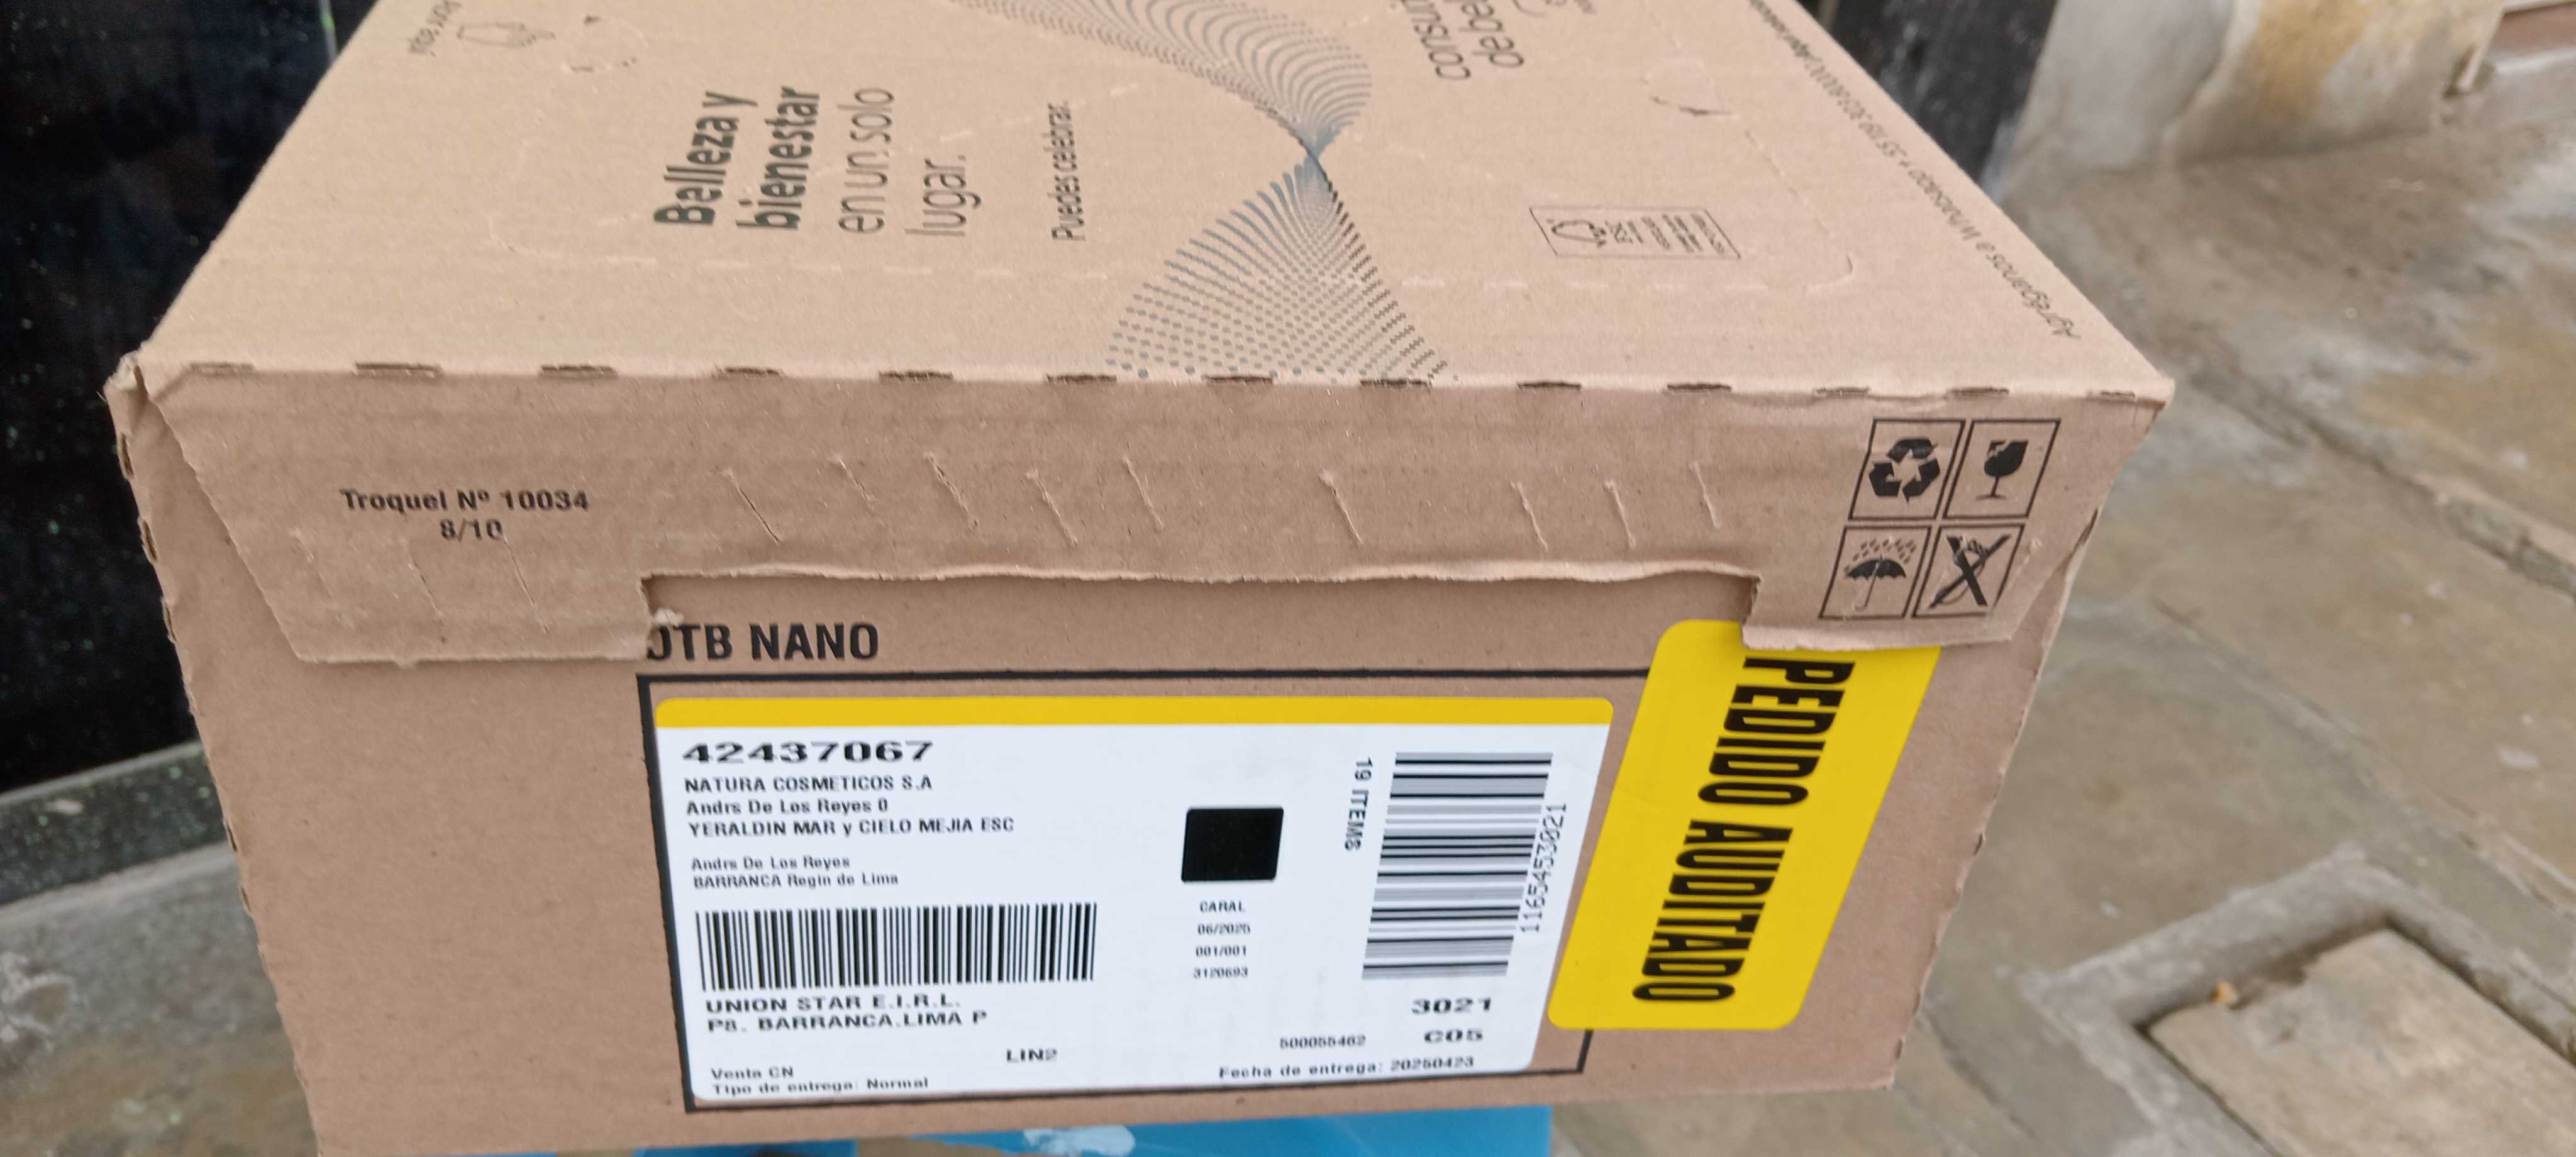 Belleza y
bienestar
en un solo
lugar.
Puedes celebrar.
Troquel Nº 10034
8/10
OTB NANO
42437067
NATURA COSMETICOS S.A
Andrs De Los Reyes 0
YERALDIN MAR y CIELO MEJIA ESC
Andrs De Los Reyes
BARRANCA Regin de Lima
UNION STAR E.I.R.L.
P8. BARRANCA.LIMA P
LIN2
Venta CN
Tipo de entrega: Normal
CARAL
06/2025
001/001
3120693
19 ITEMS
11654530021
3021
C05
500055462
Fecha de entrega: 20250423
PEDIDO AUDITADO